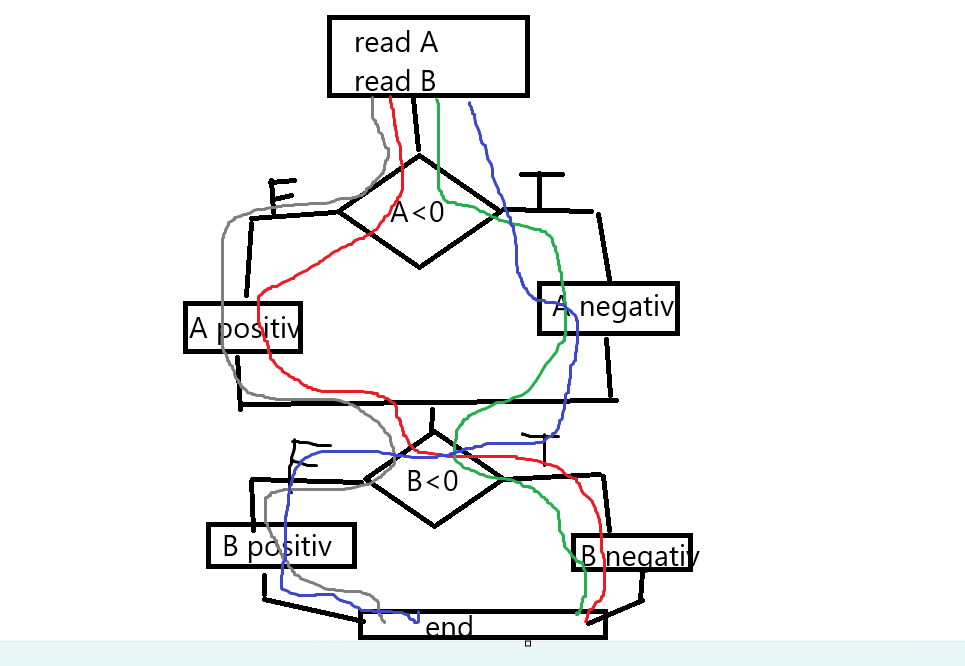 read A
read B
F
T
A<0
A positiv
A negativ
F
T
B<0
B positiv
B negativ
end